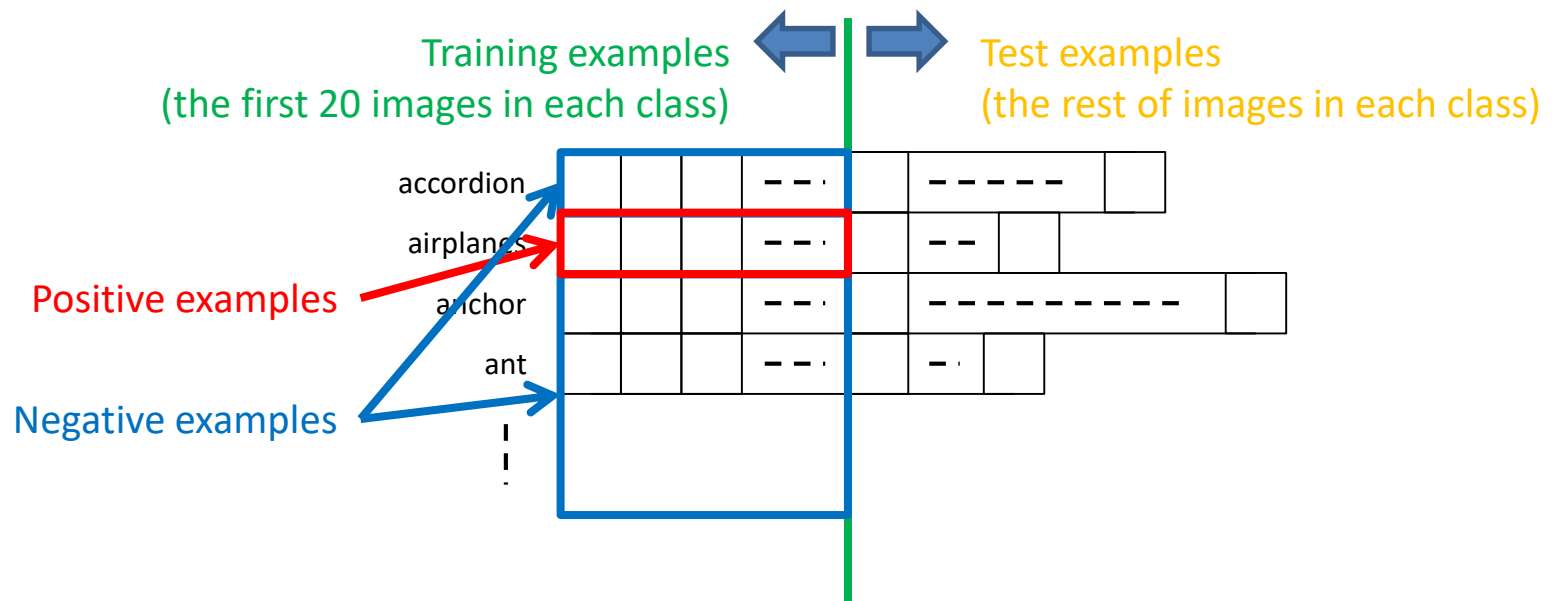 Training examples
(the first 20 images in each class)
Test examples
(the rest of images in each class)
accordion
airplanes
Positive examples
anchor
ant
Negative examples